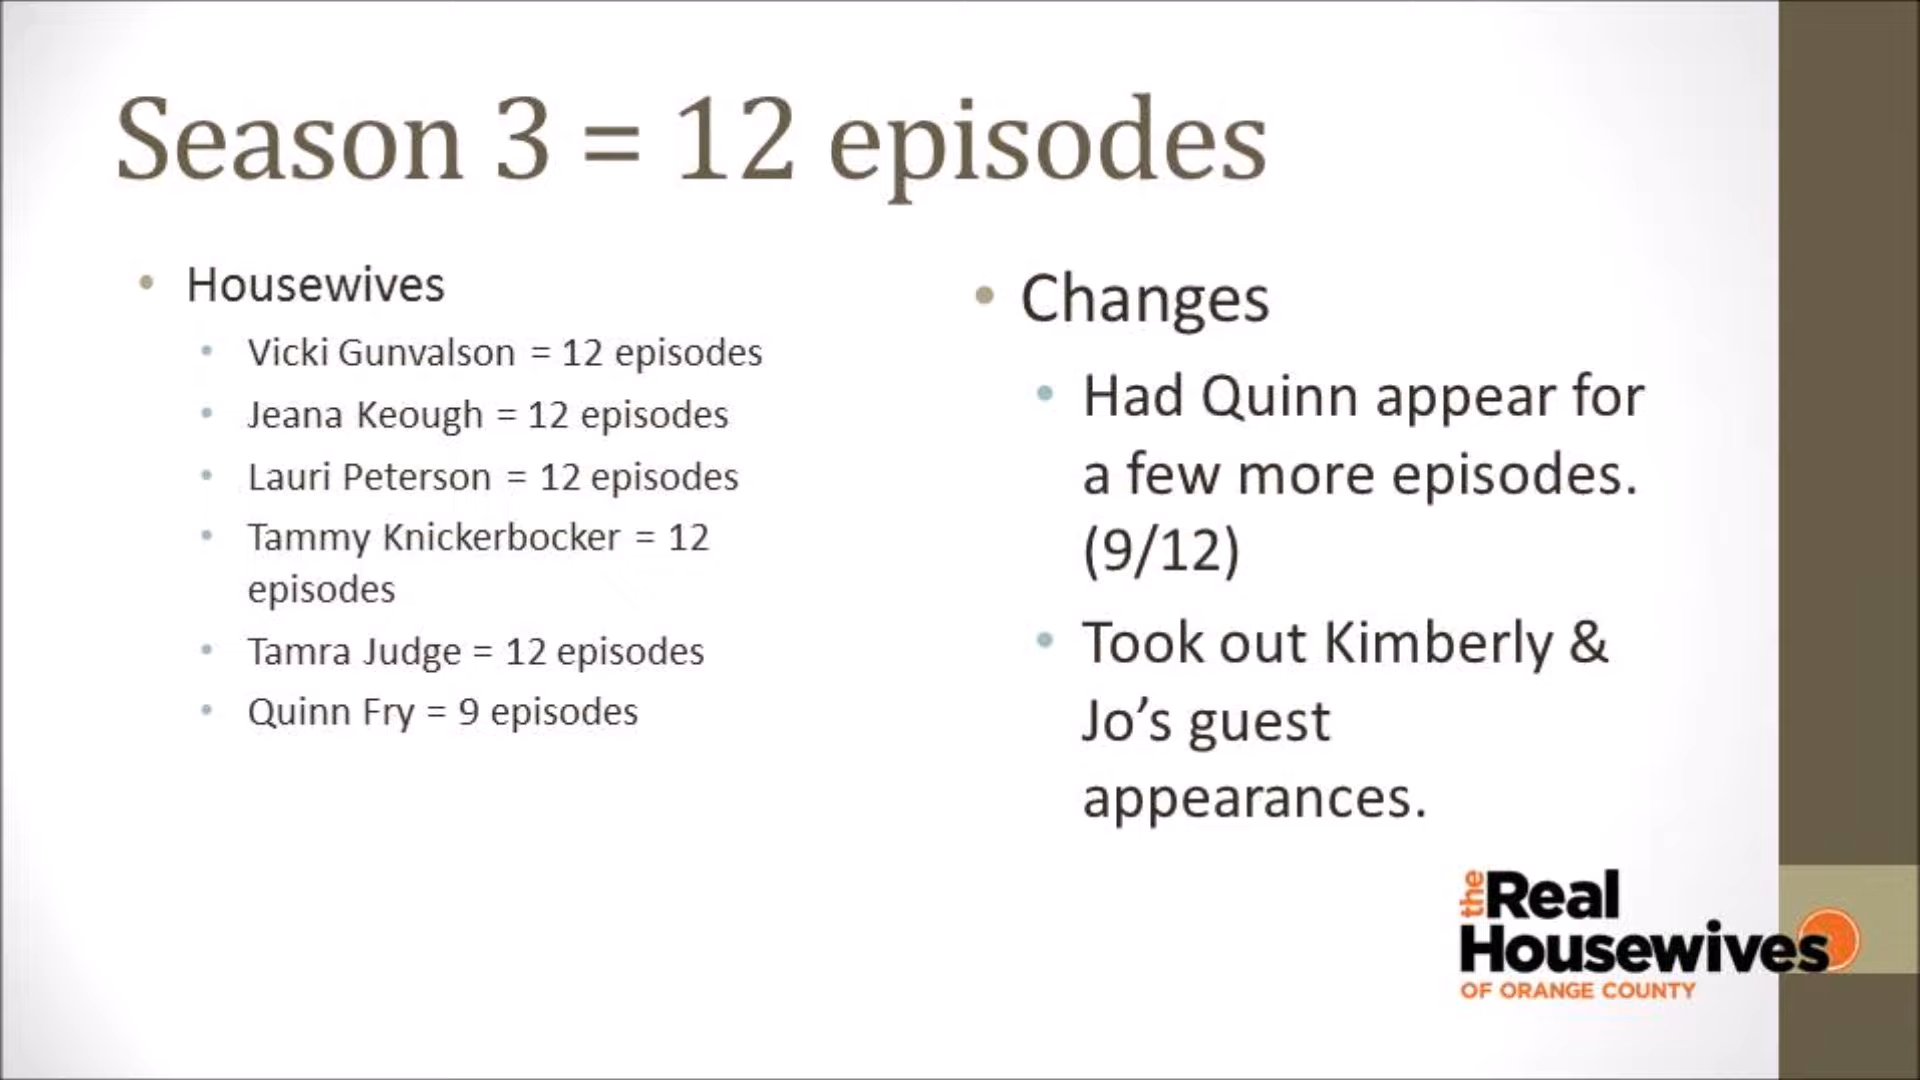 Season 3 = 12 episodes
• Housewives
• Vicki Gunvalson = 12 episodes
• Jeana Keough = 12 episodes
• Lauri Peterson = 12 episodes
• Tammy Knickerbocker = 12
episodes
• Tamra Judge = 12 episodes
• Quinn Fry = 9 episodes
• Changes
• Had Quinn appear for
a few more episodes.
(9/12)
• Took out Kimberly &
Jo’s guest
appearances.
the Real
Housewives
OF ORANGE COUNTY